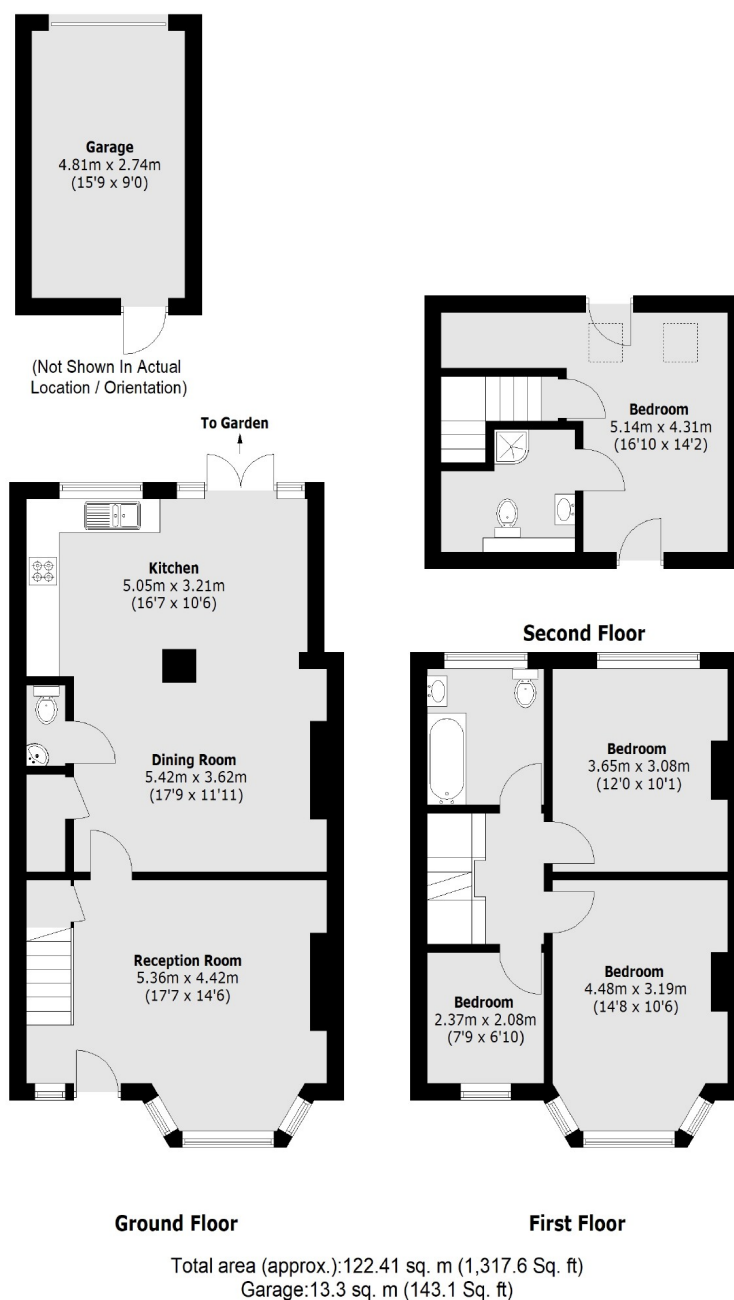 Garage
4.81m x 2.74m
(15'9 x 9'0)
(Not Shown In Actual
Location / Orientation)
To Garden
Kitchen
5.05m x 3.21m
(16'7 x 10'6)
Dining Room
5.42m x 3.62m
(17'9 x 11'11)
Reception Room
5.36m x 4.42m
(17'7 x 14'6)
Ground Floor
Bedroom
5.14m x 4.31m
(16'10 x 14'2)
Second Floor
Bedroom
3.65m x 3.08m
(12'0 x 10'1)
Bedroom
4.48m x 3.19m
(14'8 x 10'6)
Bedroom
2.37m x 2.08m
(7'9 x 6'10)
First Floor
Total area (approx.):122.41 sq. m (1,317.6 Sq. ft)
Garage:13.3 sq. m (143.1 Sq. ft)